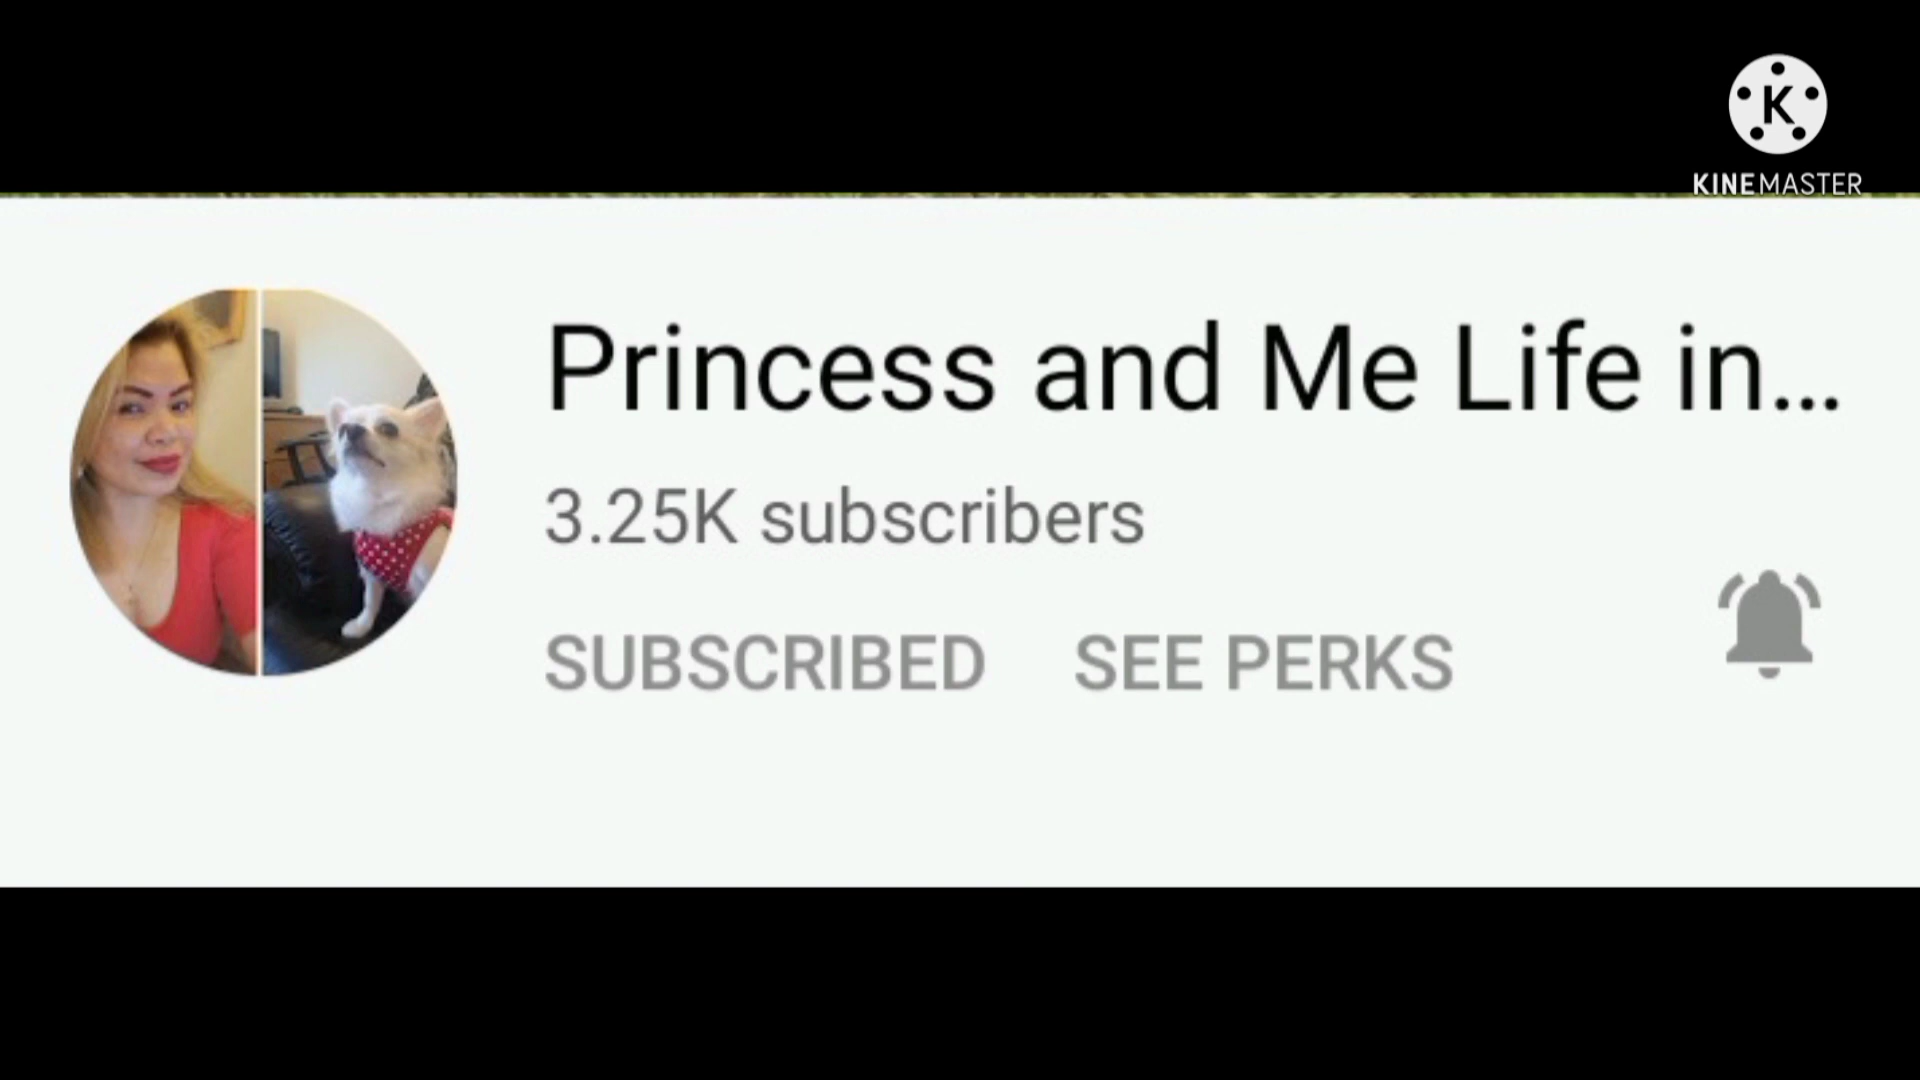 K
KINEMASTER
Princess and Me Life in...
3.25K subscribers
SUBSCRIBED SEE PERKS